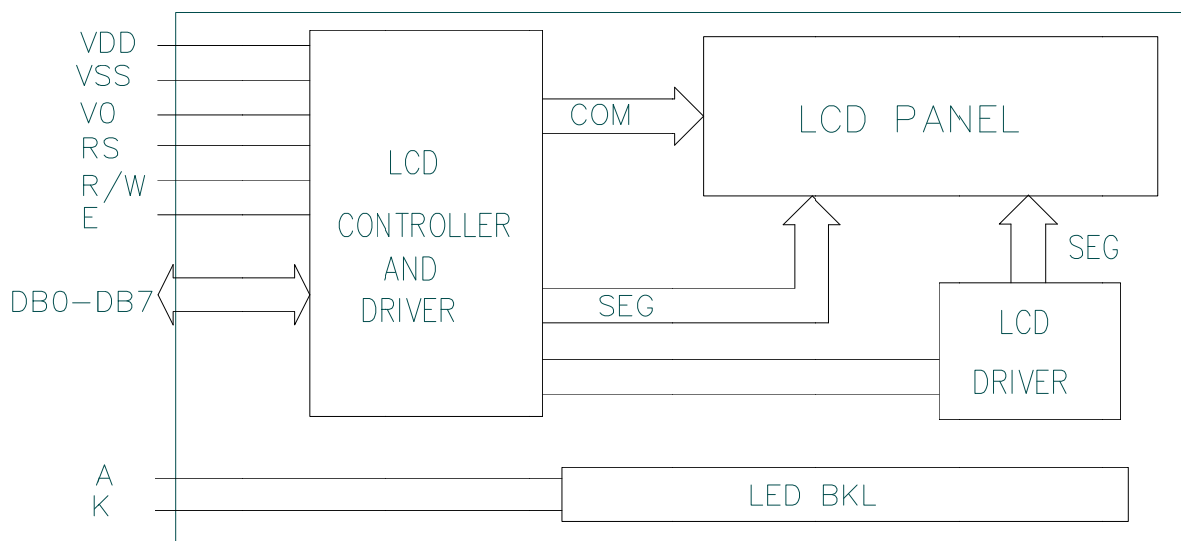 VDD
VSS
V0
RS
R/W
E
DB0-DB7
A
K
LCD
CONTROLLER
AND
DRIVER
COM
SEG
LCD PANEL
SEG
LCD
DRIVER
LED BKL